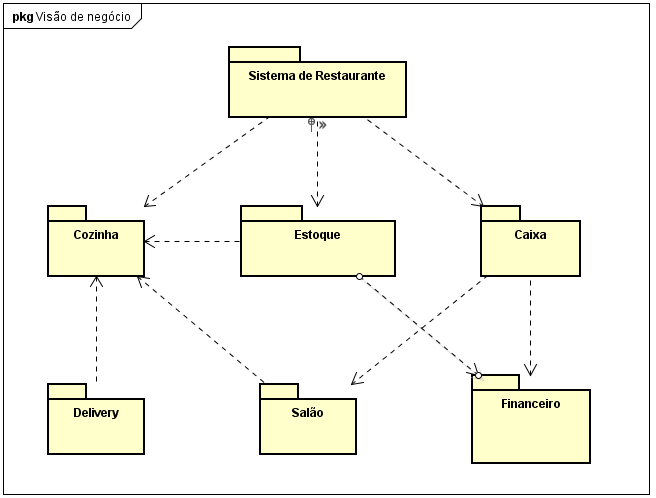 pkg Visão de negócio
Sistema de Restaurante
Cozinha
Estoque
Caixa
Delivery
Salão
Financeiro